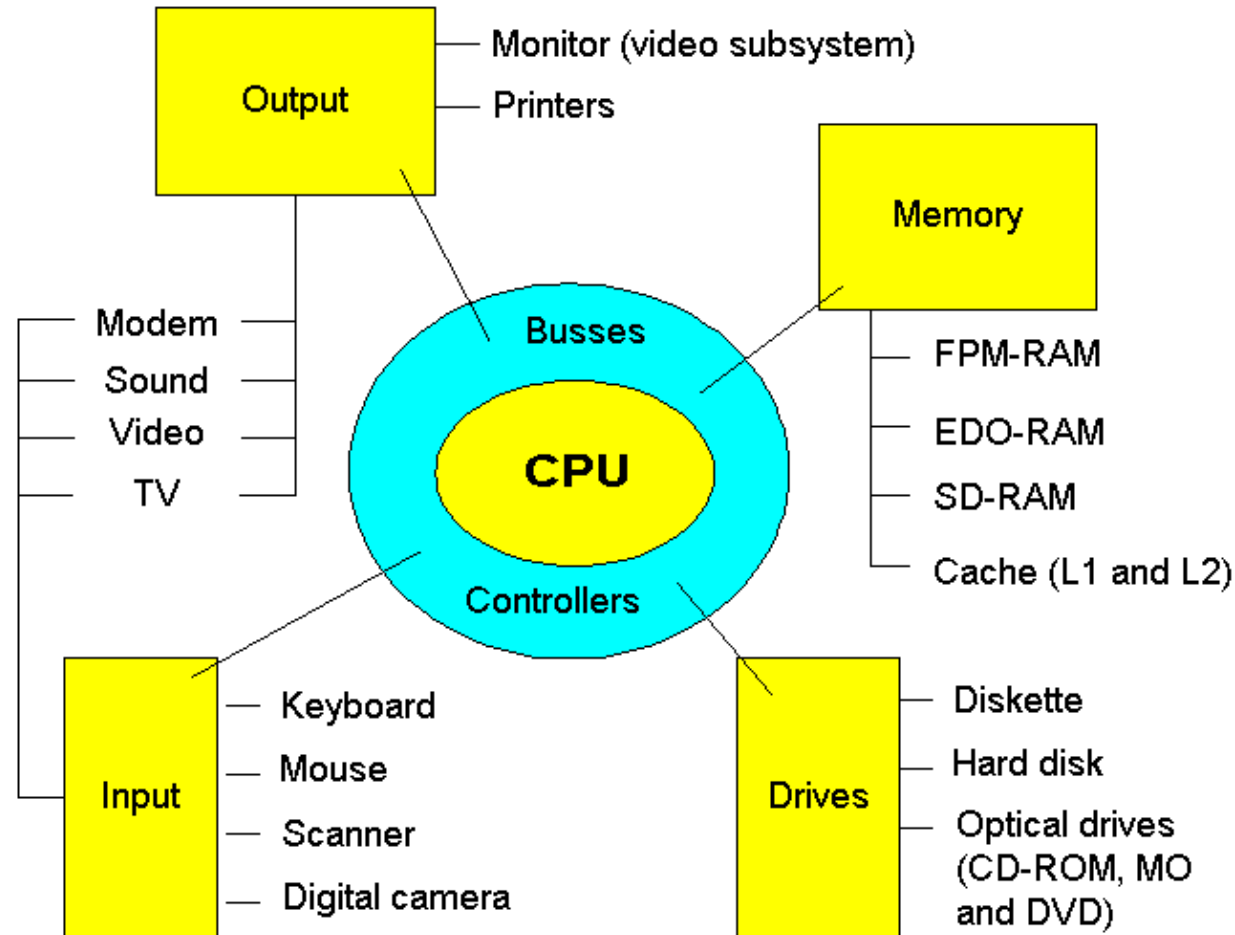 Output
Monitor (video subsystem)
Printers
Memory
FPM-RAM
EDO-RAM
SD-RAM
Cache (L1 and L2)
Busses
CPU
Controllers
Modem
Sound
Video
TV
Input
Keyboard
Mouse
Scanner
Digital camera
Drives
Diskette
Hard disk
Optical drives
(CD-ROM, MO
and DVD)